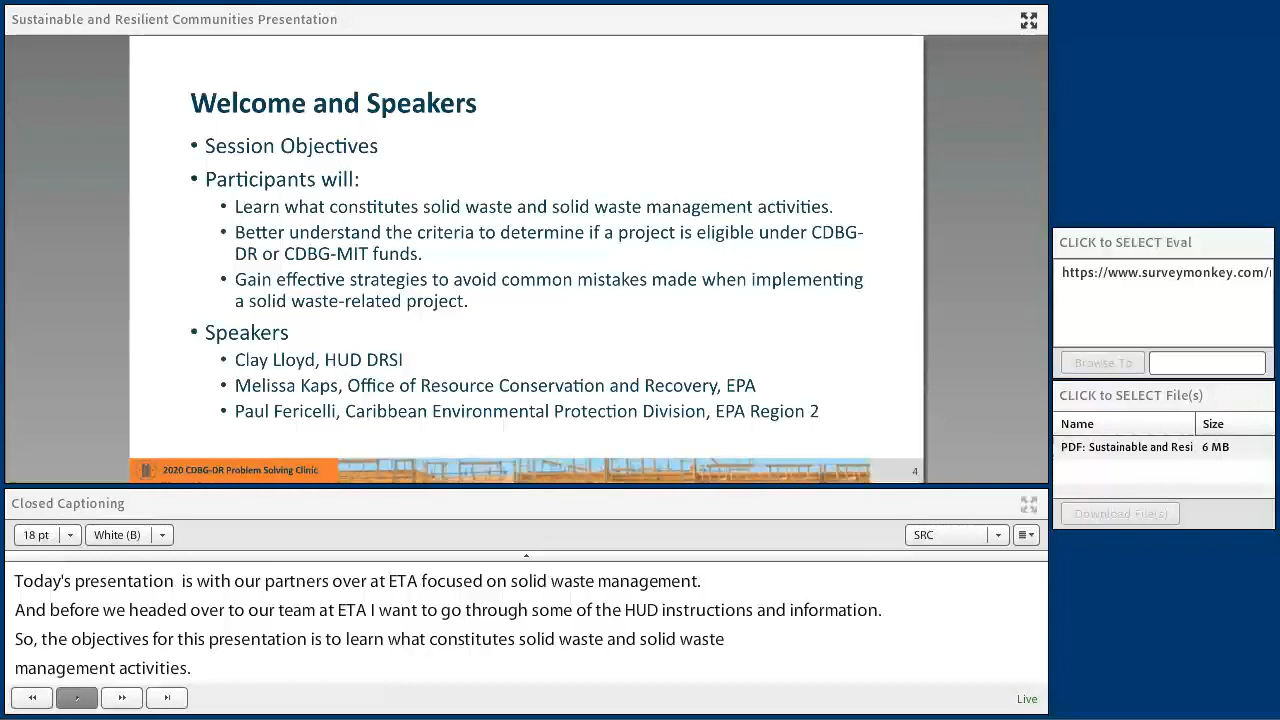 Sustainable and Resilient Communities Presentation
Welcome and Speakers
• Session Objectives
• Participants will:
• Learn what constitutes solid waste and solid waste management activities.
• Better understand the criteria to determine if a project is eligible under CDBG-
DR or CDBG-MIT funds.
• Gain effective strategies to avoid common mistakes made when implementing
a solid waste-related project.
• Speakers
• Clay Lloyd, HUD DRSI
• Melissa Kaps, Office of Resource Conservation and Recovery, EPA
• Paul Fericelli, Caribbean Environmental Protection Division, EPA Region 2
2020 CDBG-DR Problem Solving Clinic
4
CLICK to SELECT Eval
https://www.surveymonkey.com/
Browse To
CLICK to SELECT File(s)
Name Size
PDF: Sustainable and Resi 6 MB
Download File(s)
Closed Captioning
18 pt White (B) SRC
Today's presentation is with our partners over at ETA focused on solid waste management.
And before we headed over to our team at ETA I want to go through some of the HUD instructions and information.
So, the objectives for this presentation is to learn what constitutes solid waste and solid waste
management activities.
Live